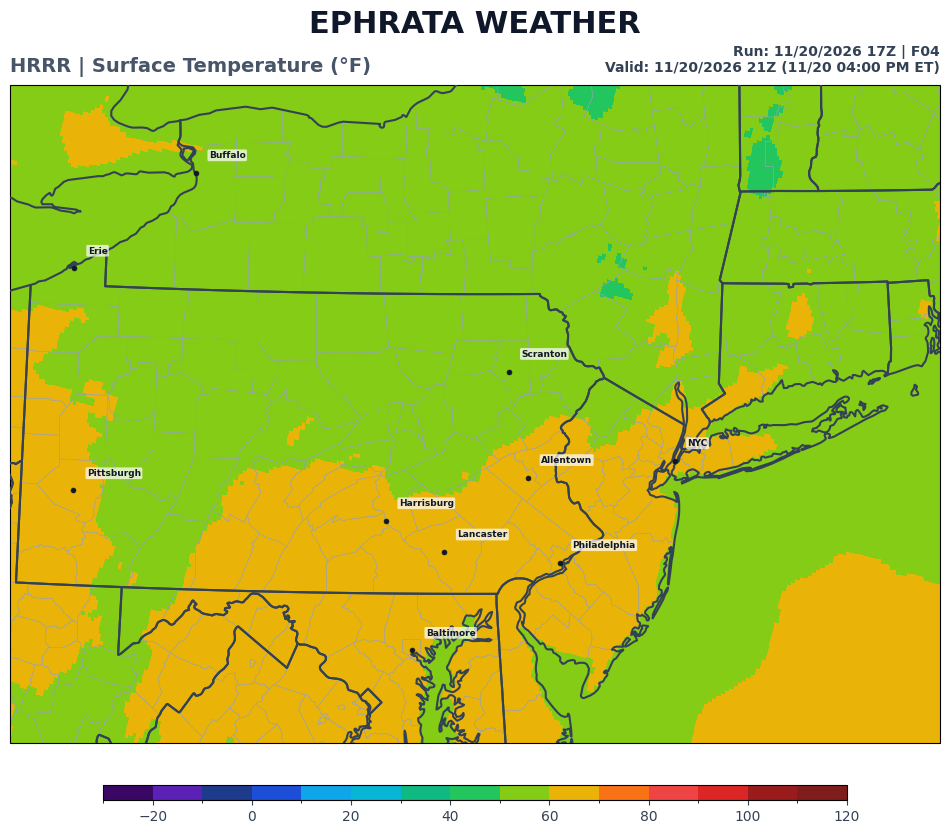 EPHRATA WEATHER
Run: 11/20/2026 17Z | F04
HRRR | Surface Temperature (°F)
Valid: 11/20/2026 21Z (11/20 04:00 PM ET)
Buffalo
Erie
Scranton
NYC
Allentown
Pittsburgh
Harrisburg
Lancaster
Philadelphia
Baltimore
−20 0 20 40 60 80 100 120